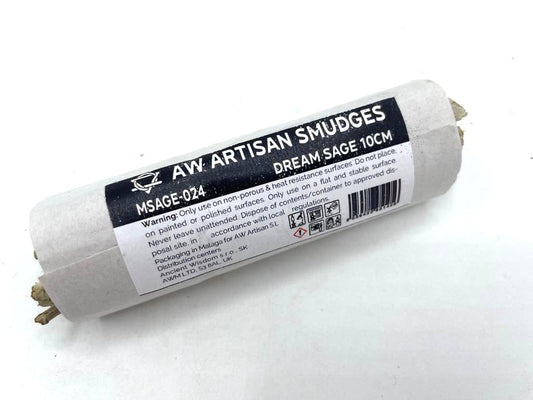 AW ARTISAN SMUDGES
MSAGE-024
DREAM SAGE 10CM
Warning: Only use on non-porous & heat resistance surfaces. Do not place
on painted or polished surfaces. Only use on a flat and stable surface.
Never leave unattended. Dispose of contents/container to approved dis-
posal site, in accordance with local regulations.
Packaging in Malaga for AW Artisan S.L
Distribution centers
Ancient Wisdom s.r.o., SK
AWM LTD, S3 8AL, UK